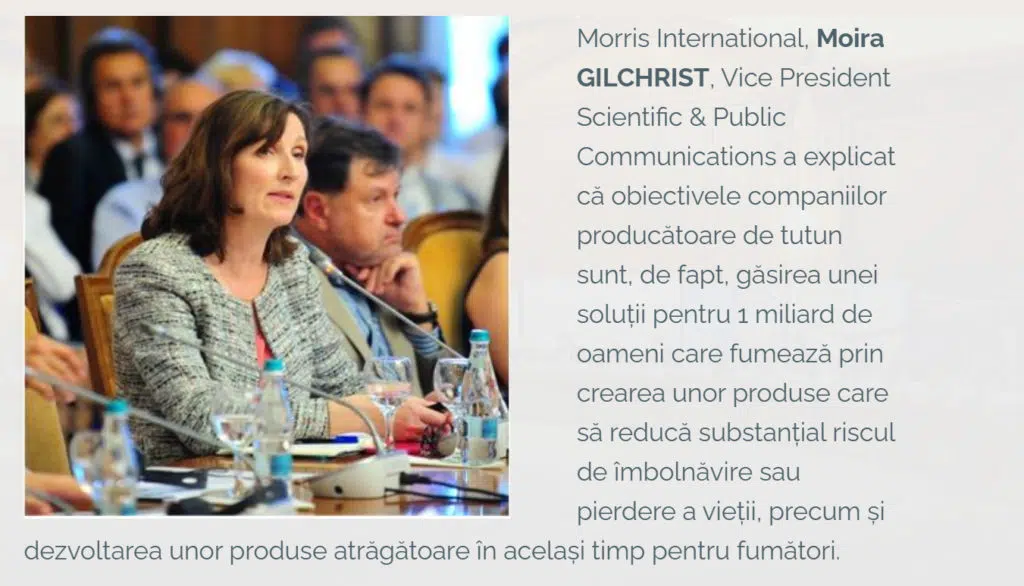 Morris International, Moira
GILCHRIST, Vice President
Scientific & Public
Communications a explicat
că obiectivele companiilor
producătoare de tutun
sunt, de fapt, găsirea unei
soluții pentru 1 miliard de
oameni care fumează prin
crearea unor produse care
să reducă substanțial riscul
de îmbolnăvire sau
pierdere a vieții, precum și
dezvoltarea unor produse atrăgătoare în același timp pentru fumători.